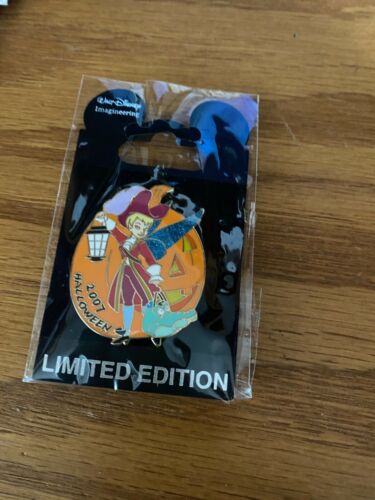 Walt Disney
Imagineering
2007
HALLOWEEN
LIMITED EDITION